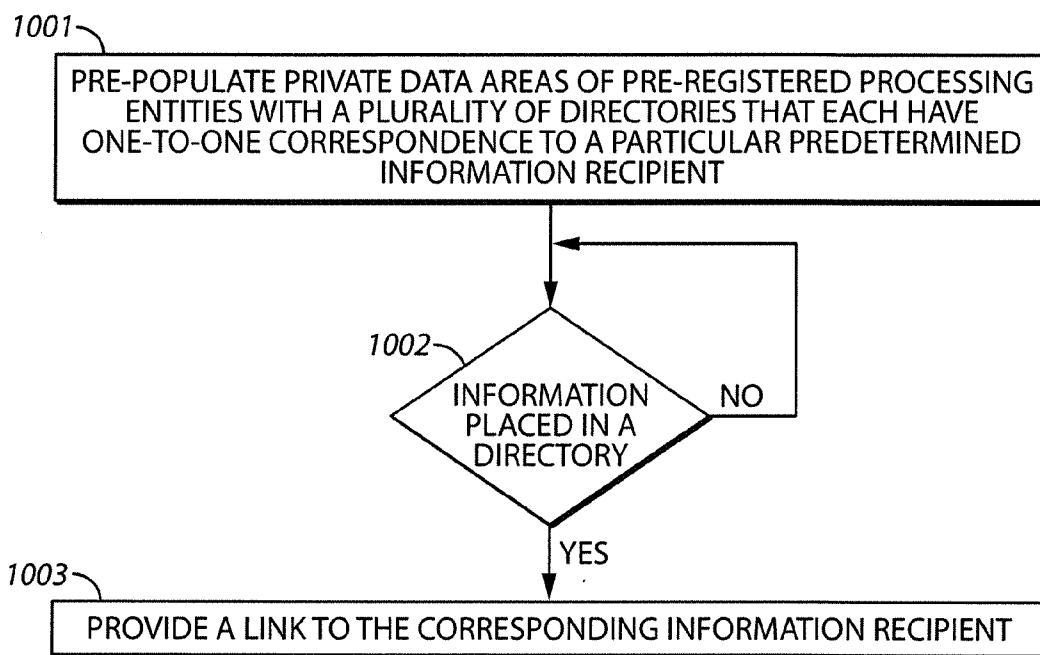 1001
PRE-POPULATE PRIVATE DATA AREAS OF PRE-REGISTERED PROCESSING
ENTITIES WITH A PLURALITY OF DIRECTORIES THAT EACH HAVE
ONE-TO-ONE CORRESPONDENCE TO A PARTICULAR PREDETERMINED
INFORMATION RECIPIENT
1002
INFORMATION
PLACED IN A
DIRECTORY
NO
YES
1003
PROVIDE A LINK TO THE CORRESPONDING INFORMATION RECIPIENT